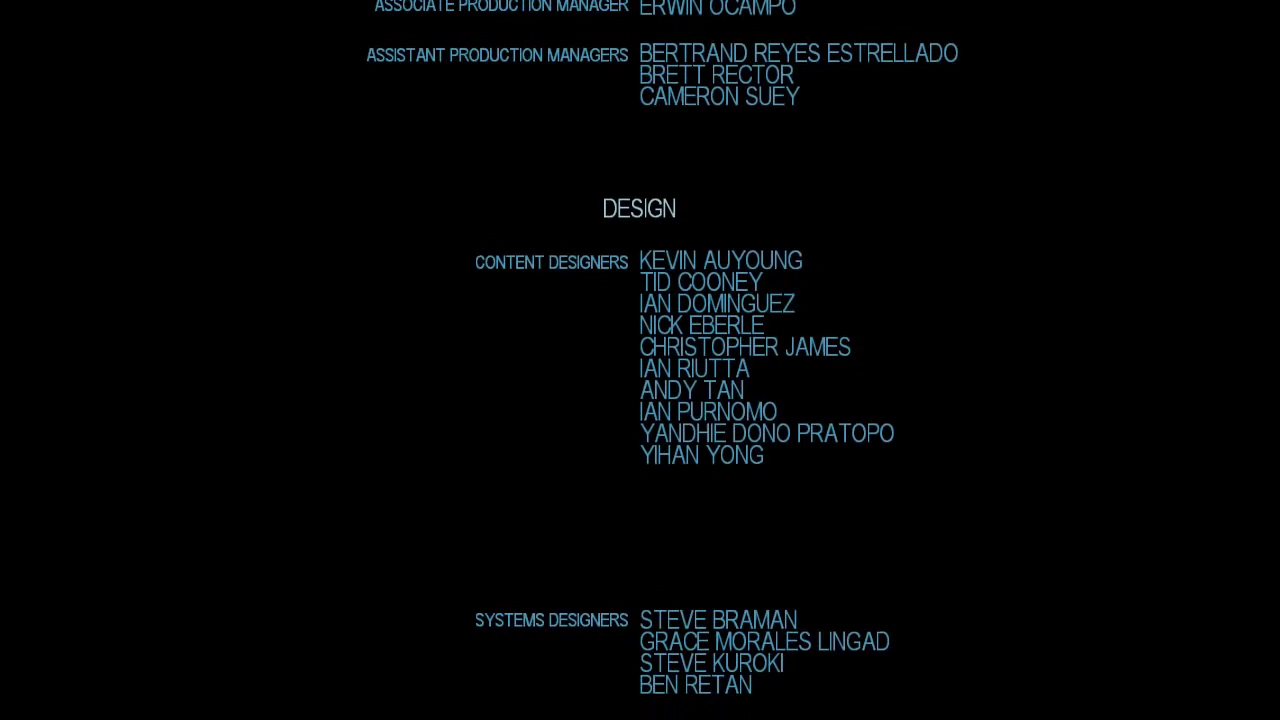 ASSOCIATE PRODUCTION MANAGER ERWIN OCAMPO
ASSISTANT PRODUCTION MANAGERS BERTRAND REYES ESTRELLADO
BRETT RECTOR
CAMERON SUEY
DESIGN
CONTENT DESIGNERS KEVIN AUYOUNG
TID COONEY
IAN DOMINGUEZ
NICK EBERLE
CHRISTOPHER JAMES
IAN RIUTTA
ANDY TAN
IAN PURNOMO
YANDHIE DONO PRATOPO
YIHAN YONG
SYSTEMS DESIGNERS STEVE BRAMAN
GRACE MORALES LINGAD
STEVE KUROKI
BEN RETAN